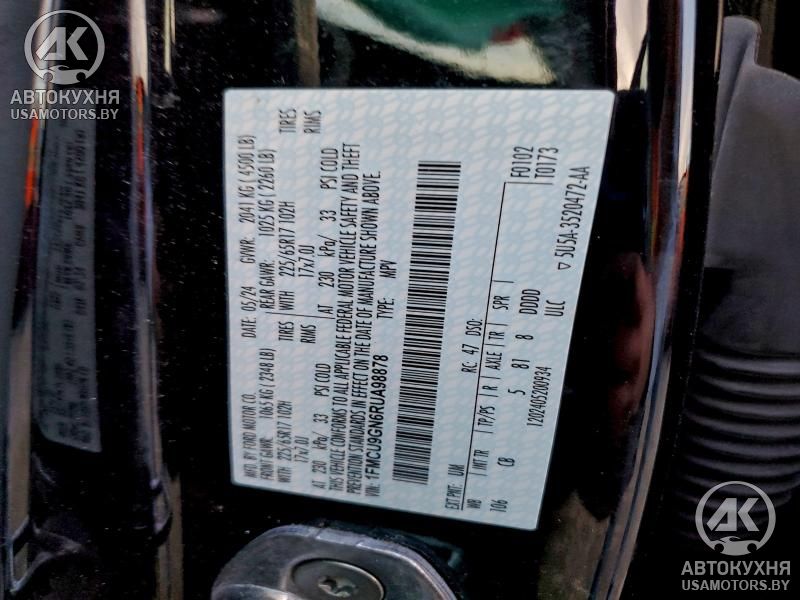 AK
АВТОКУХНЯ
USAMOTORS.BY
MFD. BY FORD MOTOR CO.
DATE: 05/24 GVWR: 2041 KG ( 4500 LB)
FRONT GAWR: 1065 KG ( 2348 LB)
REAR GAWR: 1025 KG ( 2260 LB)
WITH 225/65R17 102H TIRES
WITH 225/65R17 102H TIRES
17x7.0J RIMS
17x7.0J RIMS
AT 230 kPa/ 33 PSI COLD
AT 230 kPa/ 33 PSI COLD
THIS VEHICLE CONFORMS TO ALL APPLICABLE FEDERAL MOTOR VEHICLE SAFETY AND THEFT
PREVENTION STANDARDS IN EFFECT ON THE DATE OF MANUFACTURE SHOWN ABOVE.
VIN: 1FMCU9GN6RUA98878
TYPE: MPV
F0102
T0173
EXT PNT: UM RC: 47 DSO:
WB INT TR TP/PS R AXLE TR SPR
106 CB 5 81 8 DDDD
1202405200934 ULC
▽ 5U5A-3520472-AA
AK
АВТОКУХНЯ
USAMOTORS.BY